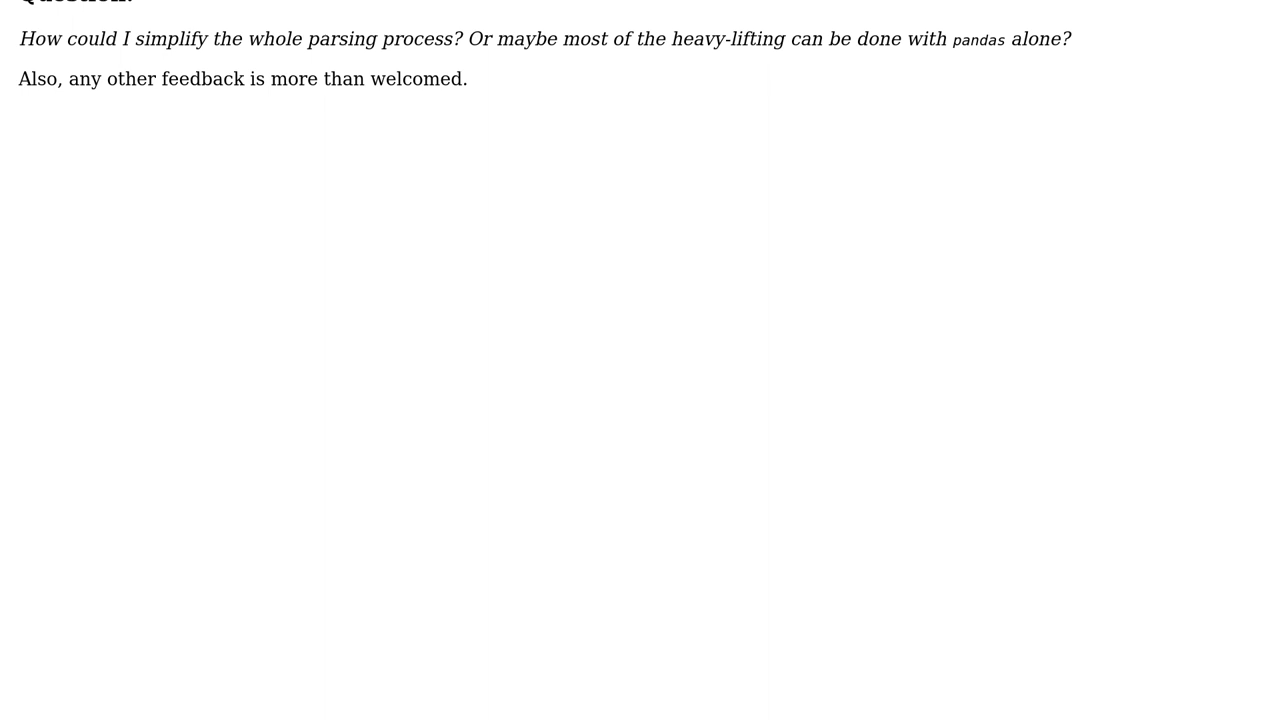 Question:
How could I simplify the whole parsing process? Or maybe most of the heavy-lifting can be done with pandas alone?
Also, any other feedback is more than welcomed.